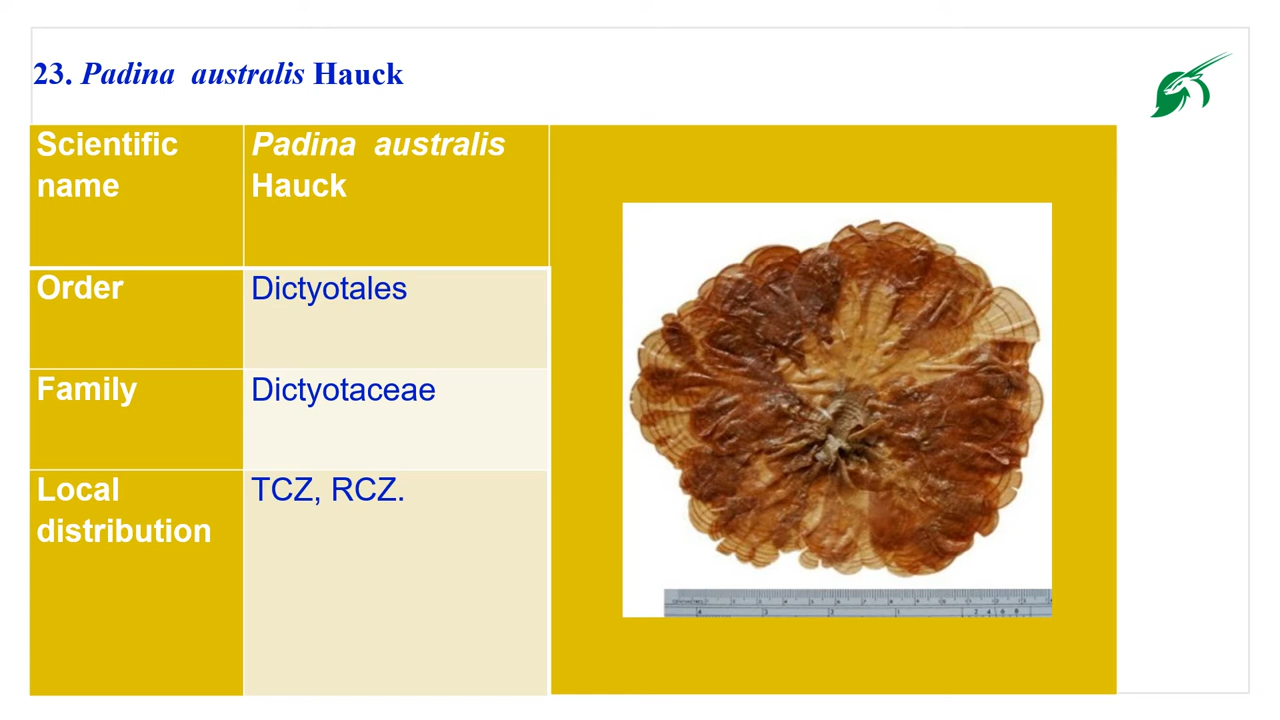 23. Padina australis Hauck
Scientific name
Padina australis Hauck
Order
Dictyotales
Family
Dictyotaceae
Local distribution
TCZ, RCZ.